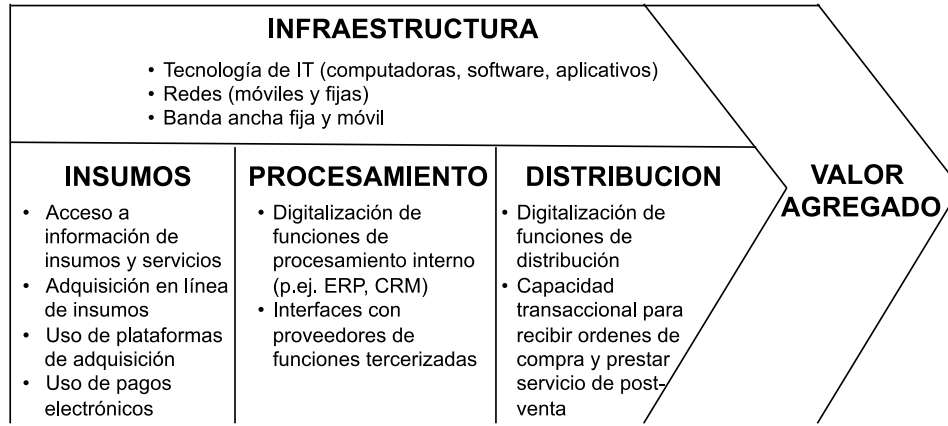 INFRAESTRUCTURA
• Tecnología de IT (computadoras, software, aplicativos)
• Redes (móviles y fijas)
• Banda ancha fija y móvil
INSUMOS
• Acceso a
información de
insumos y servicios
• Adquisición en línea
de insumos
• Uso de plataformas
de adquisición
• Uso de pagos
electrónicos
PROCESAMIENTO
• Digitalización de
funciones de
procesamiento interno
(p.ej. ERP, CRM)
• Interfaces con
proveedores de
funciones tercerizadas
DISTRIBUCION
• Digitalización de
funciones de
distribución
• Capacidad
transaccional para
recibir ordenes de
compra y prestar
servicio de post-
venta
VALOR
AGREGADO